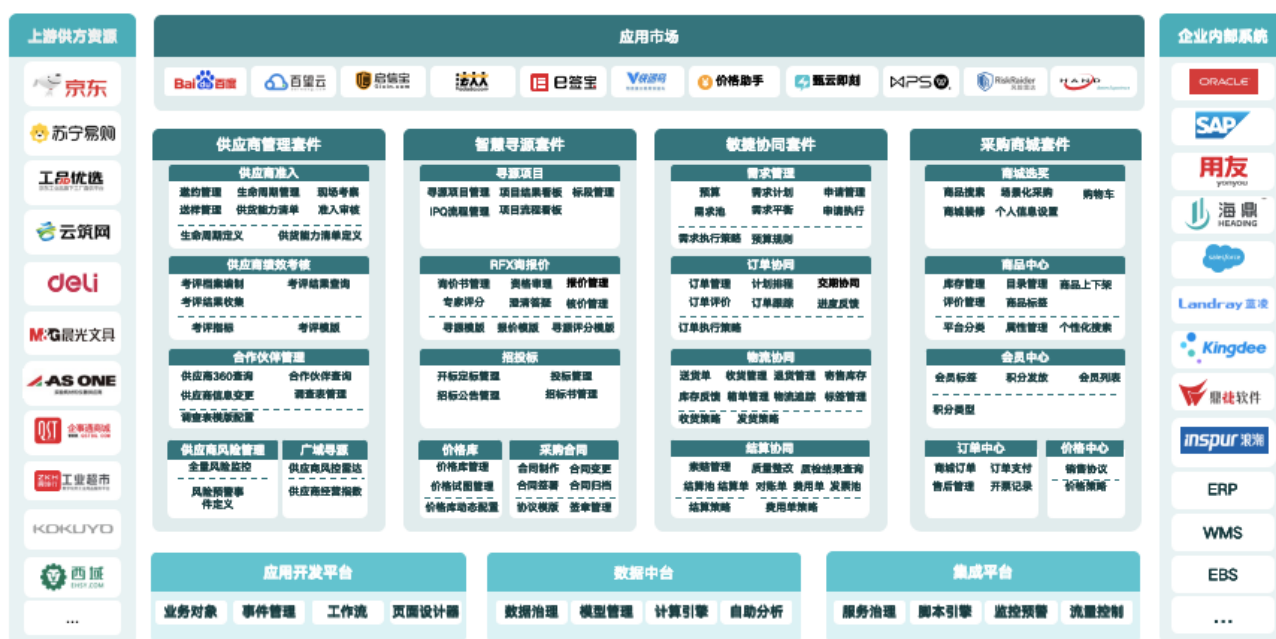 上游供方资源
京东
苏宁易购
工品优选
云筑网
deli
M&G晨光文具
AS ONE
QST 企事通商城
ZKH 工业超市
KOKUYO
西域
EHSY.COM
...
应用市场
Bai百度
百望云
启信宝
法人人
e签宝
V快递号
价格助手
甄云即刻
WPS
RiskRaider
HAND
供应商管理套件
供应商准入
邀约管理 生命周期管理 现场考察
送样管理 供货能力清单 准入审核
生命周期定义 供货能力清单定义
供应商绩效考核
考评档案编制 考评结果查询
考评结果收集
考评指标 考评模版
合作伙伴管理
供应商360查询 合作伙伴查询
供应商信息变更 调查表管理
调查表模版配置
供应商风险管理
全量风险监控
风险预警事
件定义
广域寻源
供应商风控雷达
供应商经营指数
智慧寻源套件
寻源项目
寻源项目管理 项目结果看板 标段管理
IPQ流程管理 项目流程看板
RFX询报价
询价书管理 资格审理 报价管理
专家评分 澄清答疑 核价管理
寻源模版 报价模版 寻源评分模版
招投标
开标定标管理 投标管理
招标公告管理 招标书管理
价格库
价格库管理
价格试图管理
价格库动态配置
采购合同
合同制作 合同变更
合同签署 合同归档
协议模版 签章管理
敏捷协同套件
需求管理
预算 需求计划 申请管理
需求池 需求平衡 申请执行
需求执行策略 预算规则
订单协同
订单管理 计划排程 交期协同
订单评价 订单跟踪 进度反馈
订单执行策略
物流协同
送货单 收货管理 退货管理 寄售库存
库存反馈 箱单管理 物流追踪 标签管理
收货策略 发货策略
结算协同
索赔管理 质量整改 质检结果查询
结算池 结算单 对账单 费用单 发票池
结算策略 费用单策略
采购商城套件
商城选买
商品搜索 场景化采购 购物车
商城装修 个人信息设置
商品中心
库存管理 目录管理 商品上下架
评价管理 商品标签
平台分类 属性管理 个性化搜索
会员中心
会员标签 积分发放 会员列表
积分类型
订单中心
商城订单 订单支付
售后管理 开票记录
价格中心
销售协议
价格策略
应用开发平台
业务对象 事件管理 工作流 页面设计器
数据中台
数据治理 模型管理 计算引擎 自助分析
集成平台
服务治理 脚本引擎 监控预警 流量控制
企业内部系统
ORACLE
SAP
用友
yonyou
海鼎
HEADING
salesforce
Landray 蓝凌
Kingdee
鼎捷软件
inspur 浪潮
ERP
WMS
EBS
...